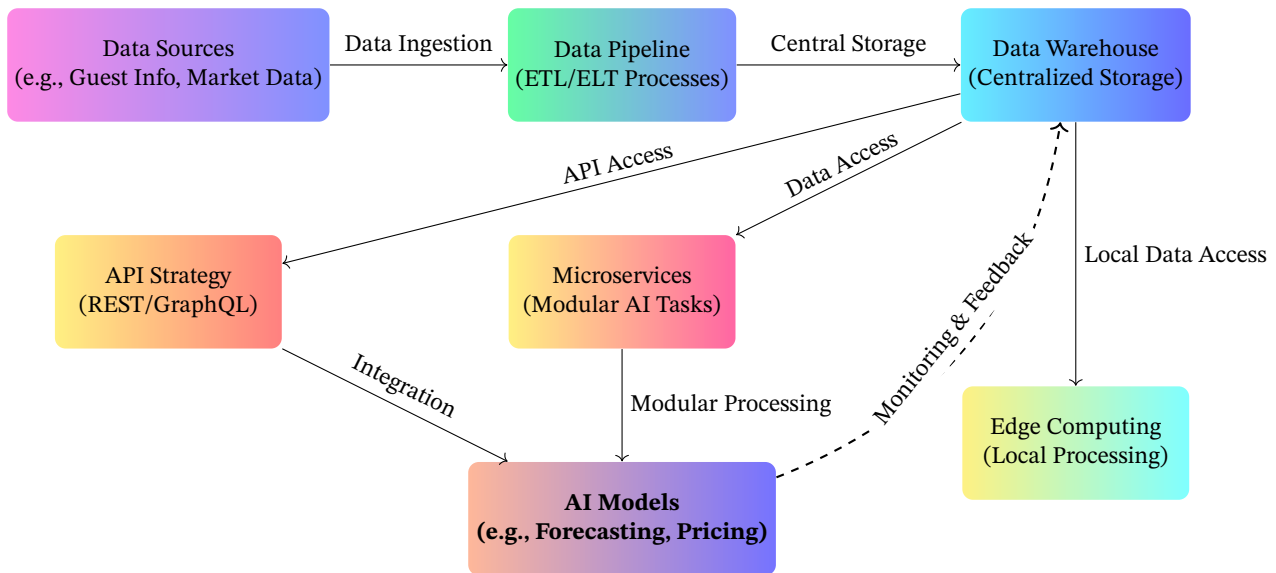 Data Sources
(e.g., Guest Info, Market Data)
Data Ingestion
Data Pipeline
(ETL/ELT Processes)
Central Storage
Data Warehouse
(Centralized Storage)
API Access
Data Access
API Strategy
(REST/GraphQL)
Microservices
(Modular AI Tasks)
Monitoring & Feedback
Local Data Access
Integration
Modular Processing
Edge Computing
(Local Processing)
AI Models
(e.g., Forecasting, Pricing)